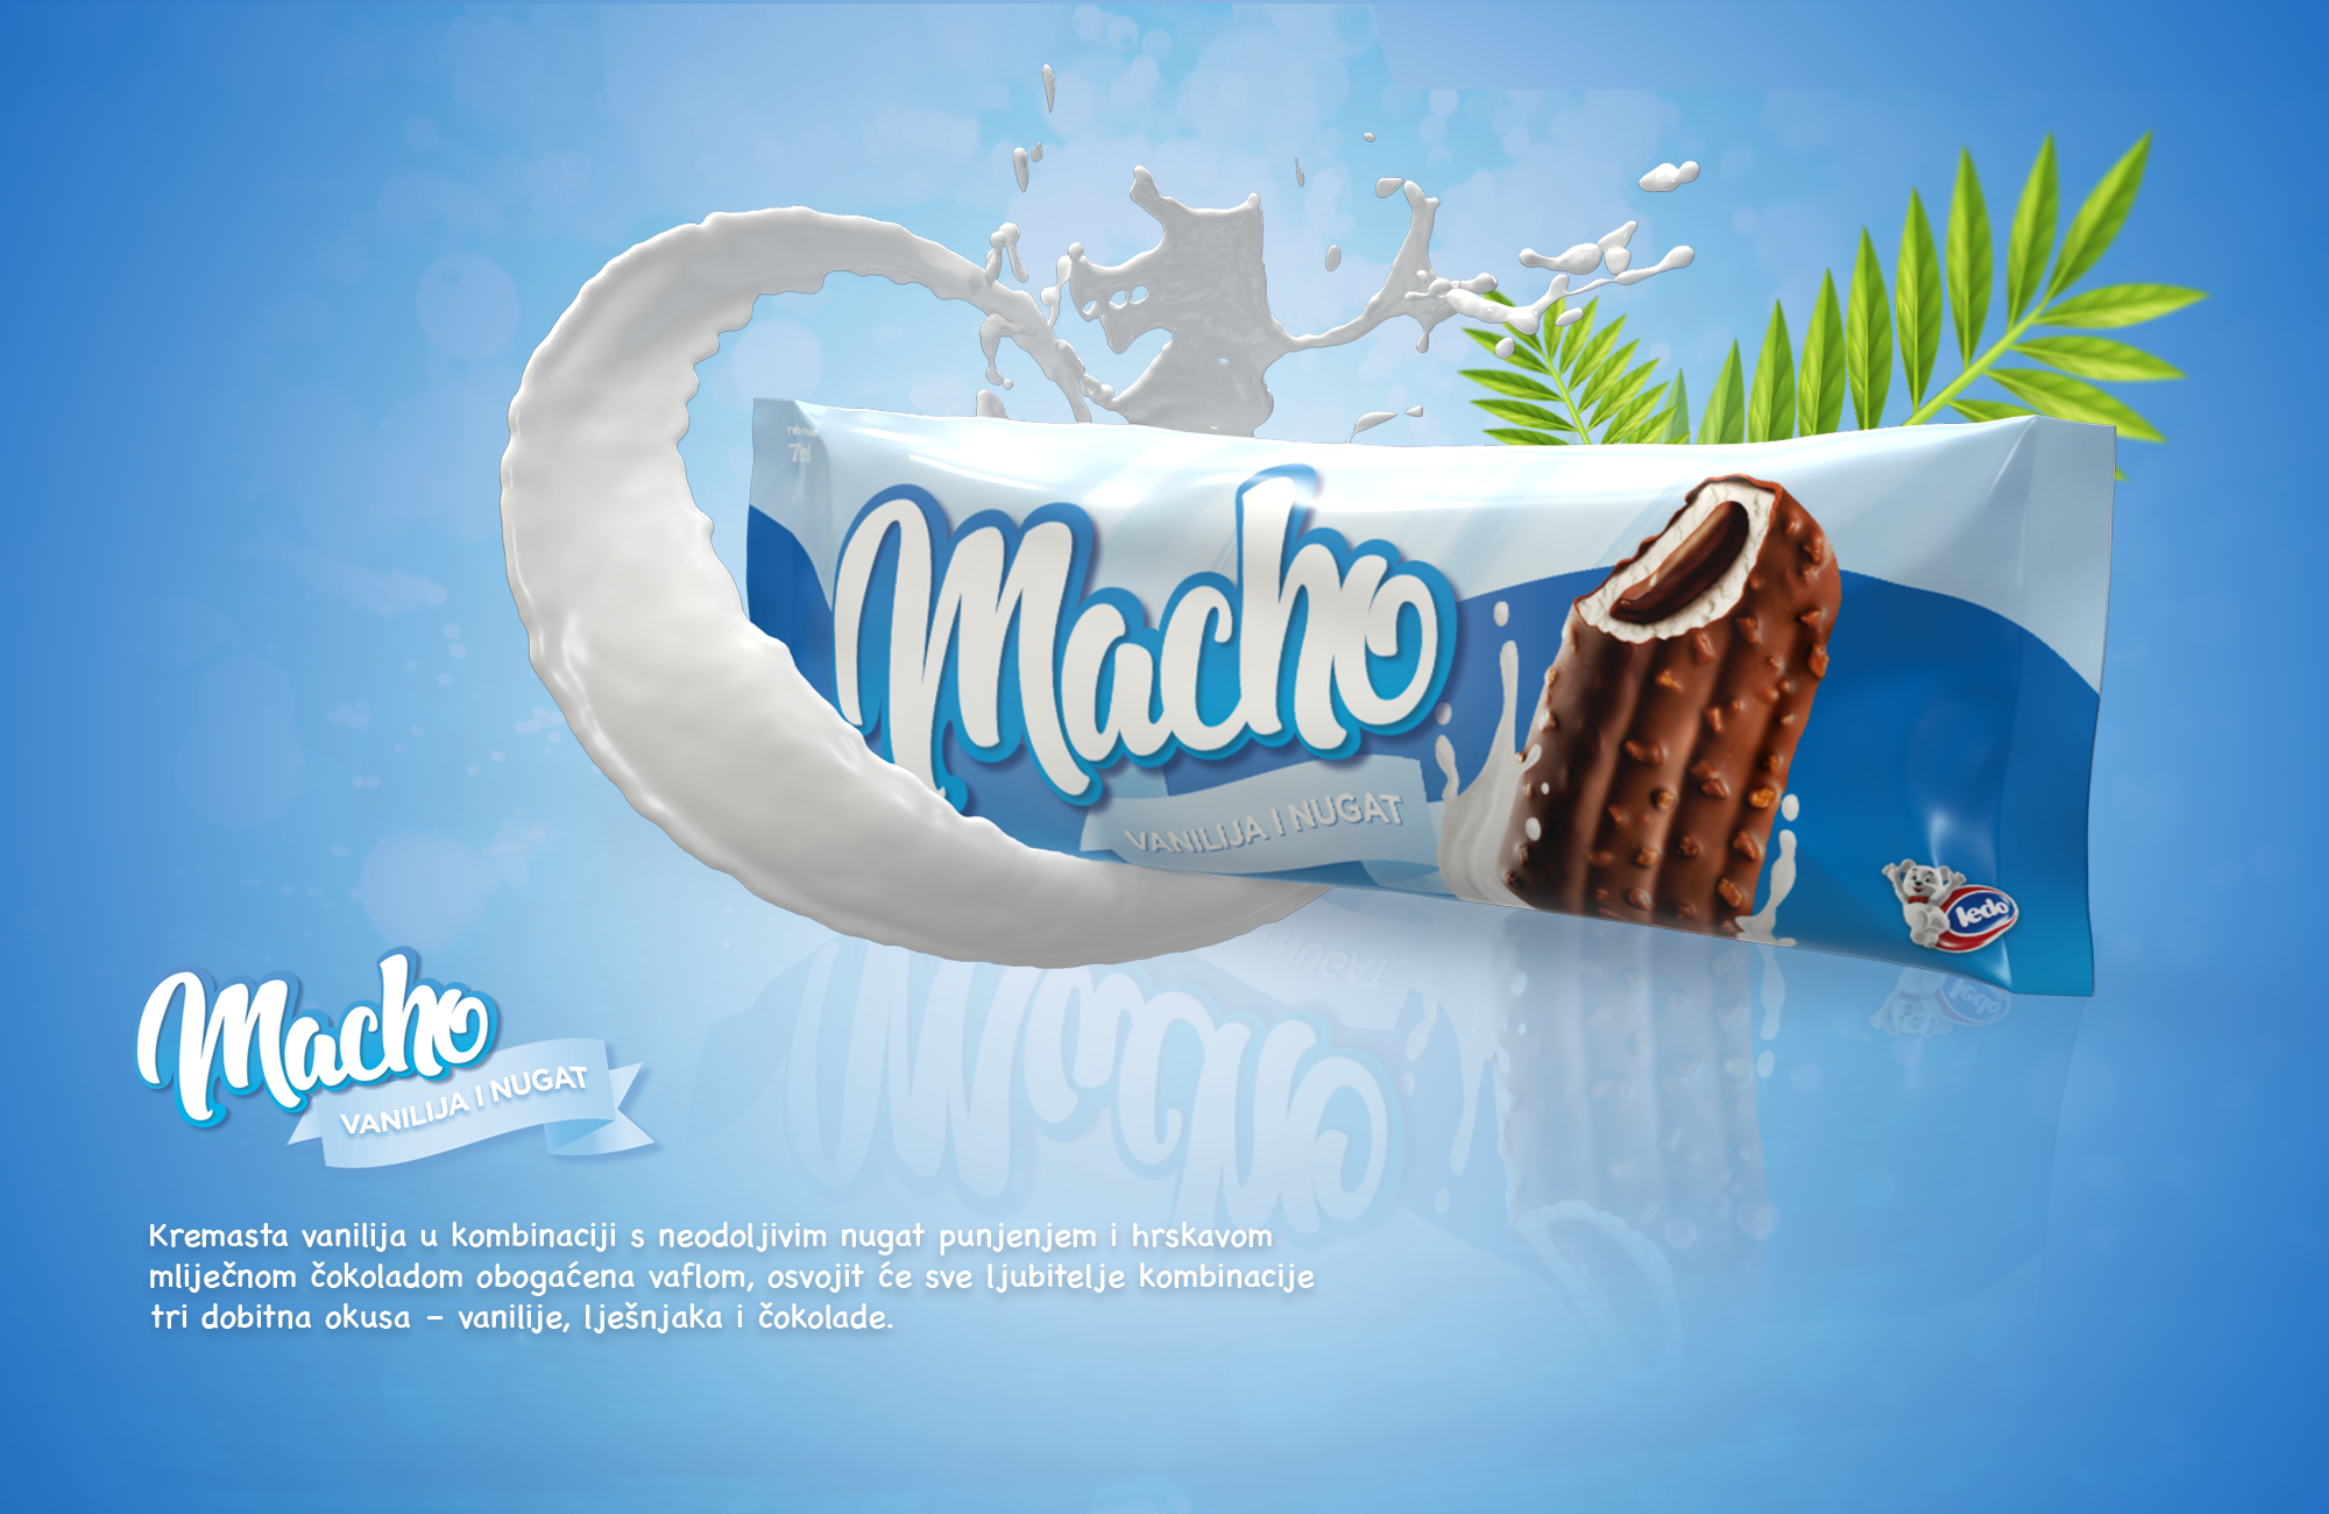 Macho
VANILIJA I NUGAT
ledo
Macho
VANILIJA I NUGAT
Kremasta vanilija u kombinaciji s neodoljivim nugat punjenjem i hrskavom
mliječnom čokoladom obogaćena vaflom, osvojit će sve ljubitelje kombinacije
tri dobitna okusa – vanilije, lješnjaka i čokolade.